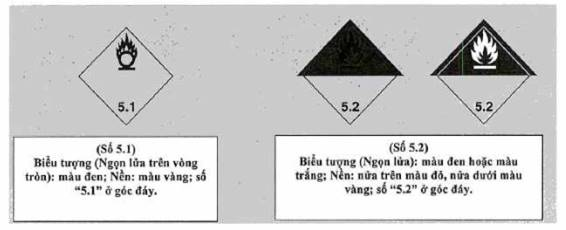 5.1
5.2
5.2
(Số 5.1)
Biểu tượng (Ngọn lửa trên vòng
tròn): màu đen; Nền: màu vàng; số
“5.1” ở góc đáy.
(Số 5.2)
Biểu tượng (Ngọn lửa): màu đen hoặc màu
trắng; Nền: nửa trên màu đỏ, nửa dưới màu
vàng; số “5.2” ở góc đáy.